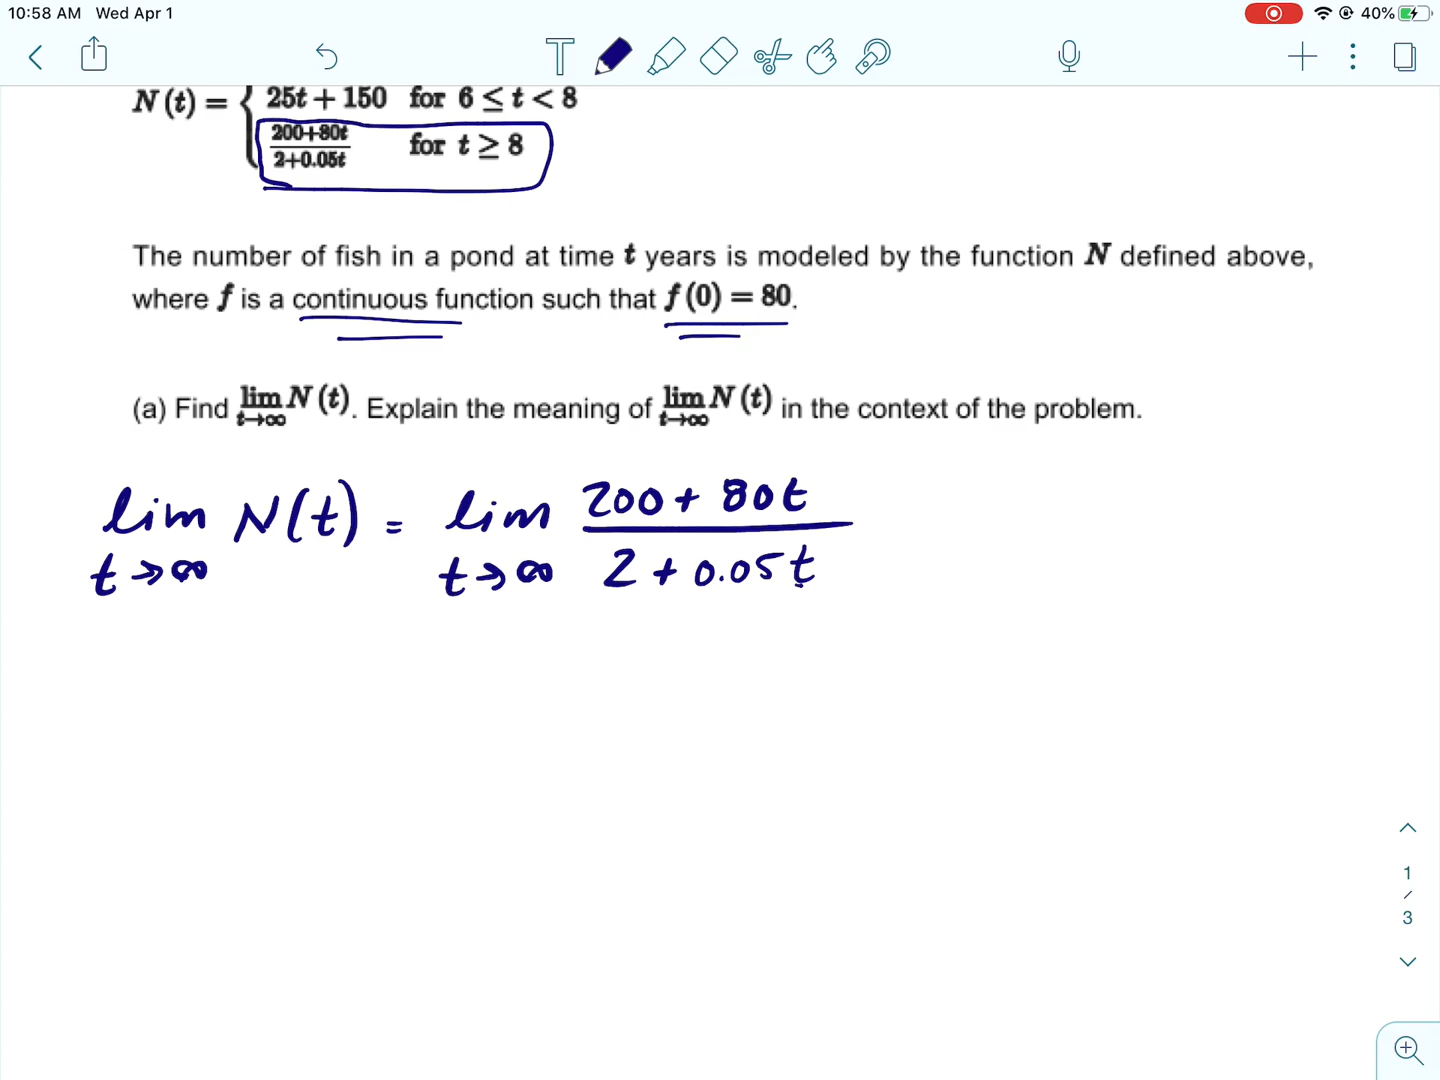 10:58 AM Wed Apr 1 40%
T
N(t) = { 25t + 150 for 6 ≤ t < 8
200+80t / 2+0.05t for t ≥ 8
The number of fish in a pond at time t years is modeled by the function N defined above,
where f is a continuous function such that f(0) = 80.
(a) Find lim t→∞ N(t). Explain the meaning of lim t→∞ N(t) in the context of the problem.
lim t→∞ N(t) = lim t→∞ 200 + 80t / 2 + 0.05t
1
/
3